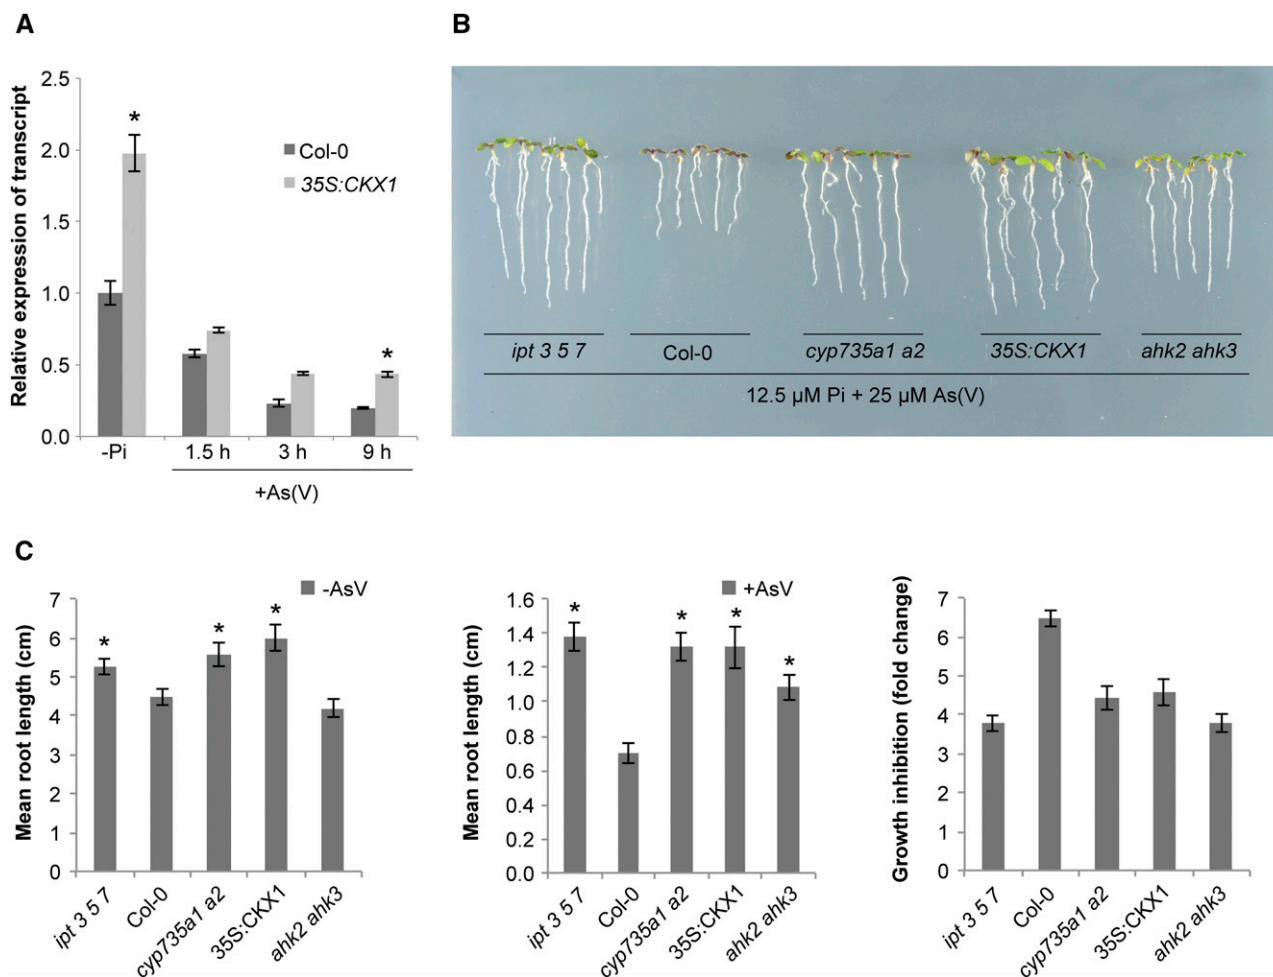 A
Relative expression of transcript
2.5
2.0
1.5
1.0
0.5
0.0
*
*
Col-0
35S:CKX1
-Pi
1.5 h
3 h
9 h
+As(V)
B
ipt 3 5 7
Col-0
cyp735a1 a2
35S:CKX1
ahk2 ahk3
12.5 µM Pi + 25 µM As(V)
C
Mean root length (cm)
7
6
5
4
3
2
1
0
-AsV
*
*
*
ipt 3 5 7
Col-0
cyp735a1 a2
35S:CKX1
ahk2 ahk3
Mean root length (cm)
1.6
1.4
1.2
1.0
0.8
0.6
0.4
0.2
0.0
+AsV
*
*
*
*
ipt 3 5 7
Col-0
cyp735a1 a2
35S:CKX1
ahk2 ahk3
Growth inhibition (fold change)
7
6
5
4
3
2
1
0
ipt 3 5 7
Col-0
cyp735a1 a2
35S:CKX1
ahk2 ahk3